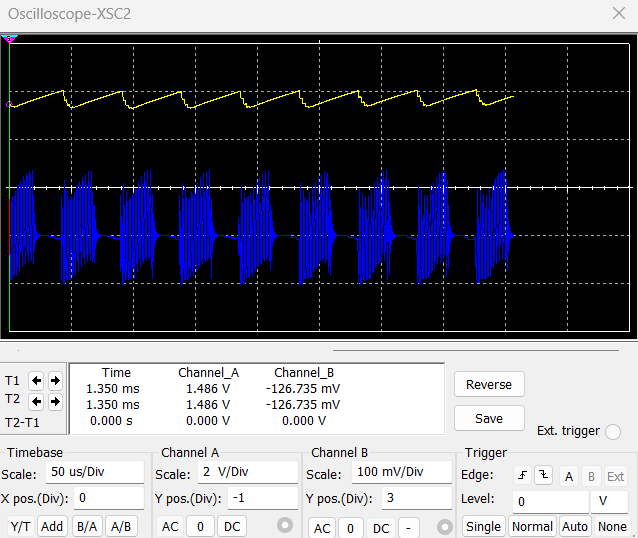 Oscilloscope-XSC2
Time Channel_A Channel_B
T1 1.350 ms 1.486 V -126.735 mV
T2 1.350 ms 1.486 V -126.735 mV
T2-T1 0.000 s 0.000 V 0.000 V
Reverse
Save
Ext. trigger
Timebase Channel A Channel B Trigger
Scale: 50 us/Div Scale: 2 V/Div Scale: 100 mV/Div Edge: A B Ext
X pos.(Div): 0 Y pos.(Div): -1 Y pos.(Div): 3 Level: 0 V
Y/T Add B/A A/B AC 0 DC AC 0 DC - Single Normal Auto None